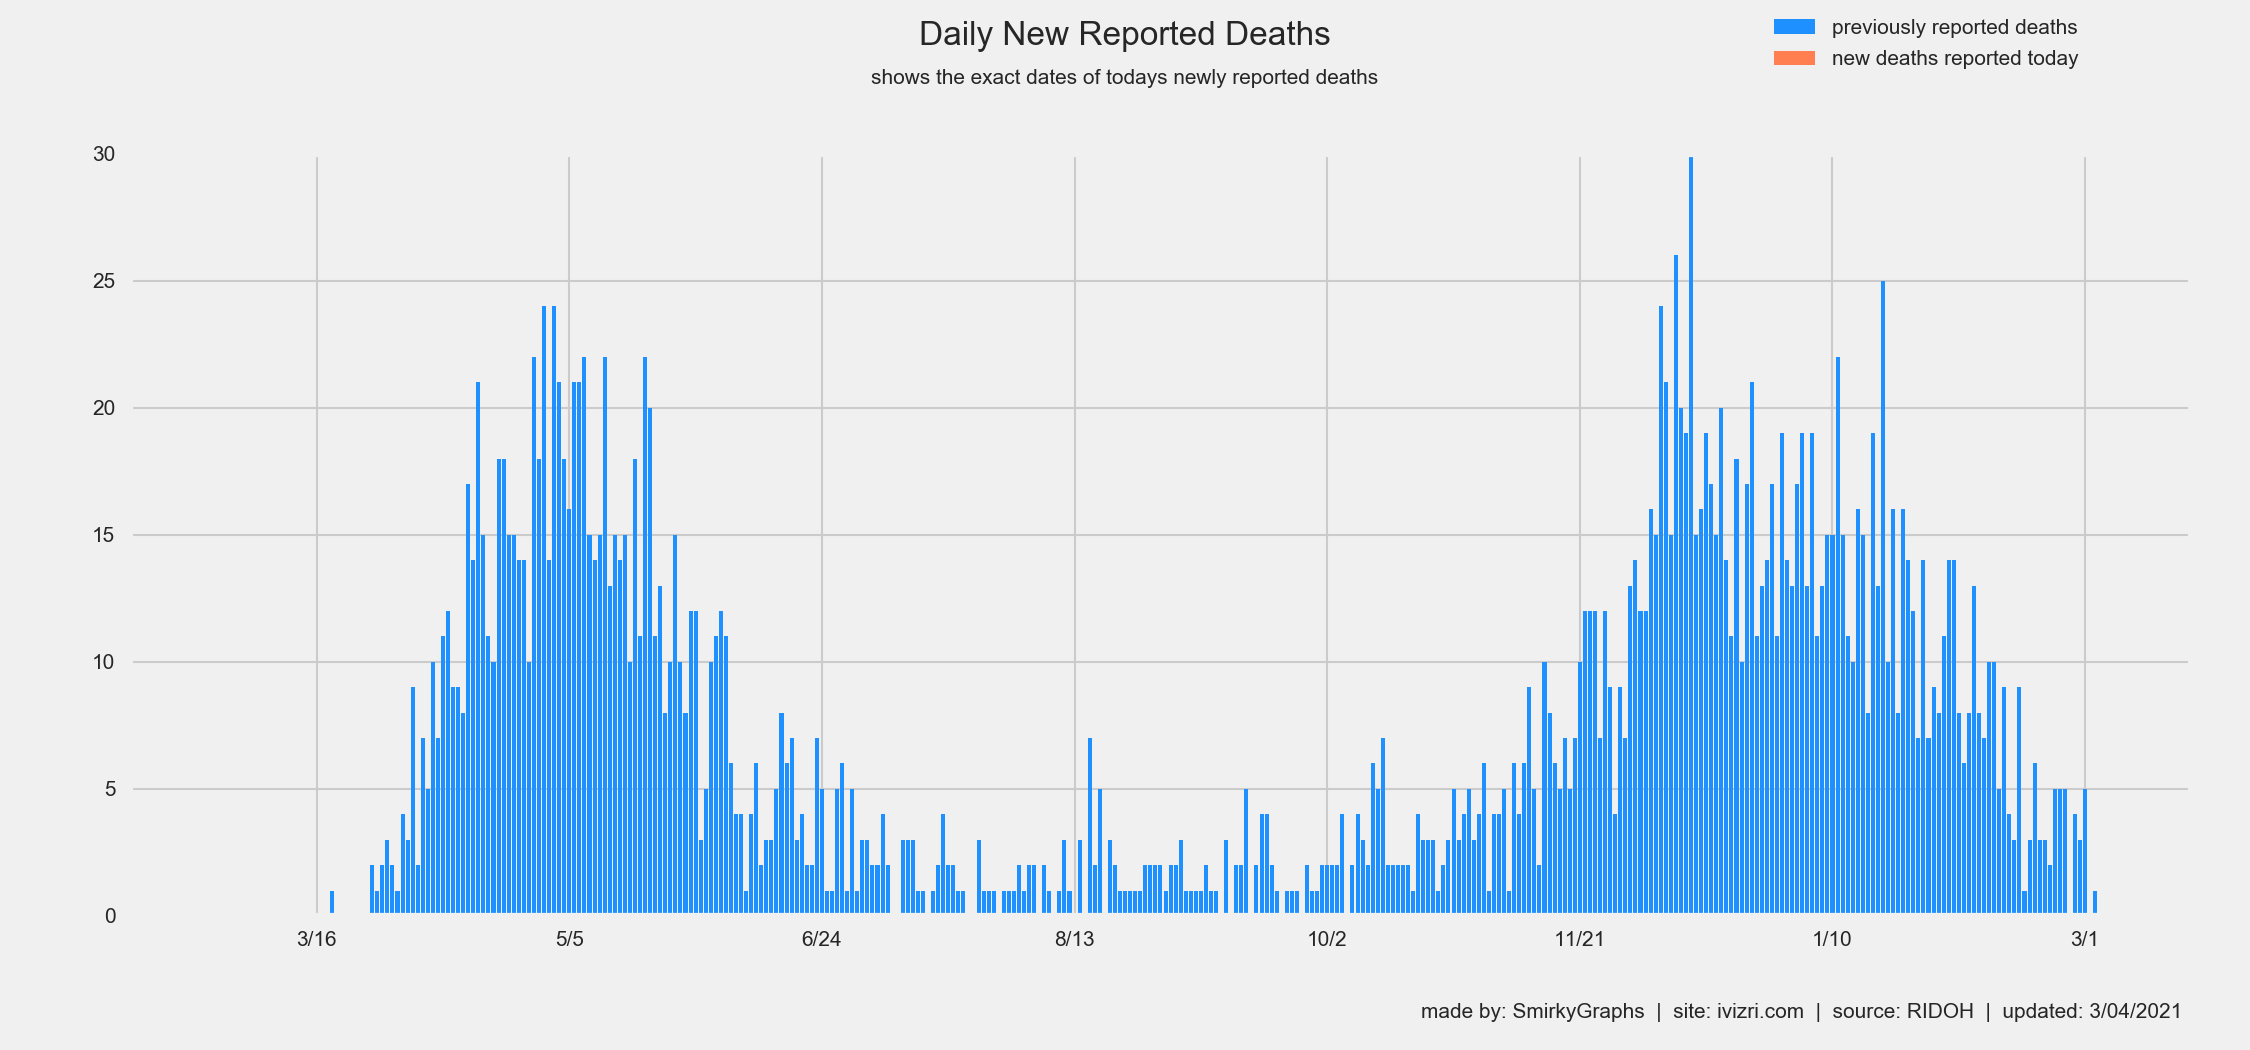 Daily New Reported Deaths
shows the exact dates of todays newly reported deaths
previously reported deaths
new deaths reported today
30
25
20
15
10
5
0
3/16 5/5 6/24 8/13 10/2 11/21 1/10 3/1
made by: SmirkyGraphs | site: ivizri.com | source: RIDOH | updated: 3/04/2021